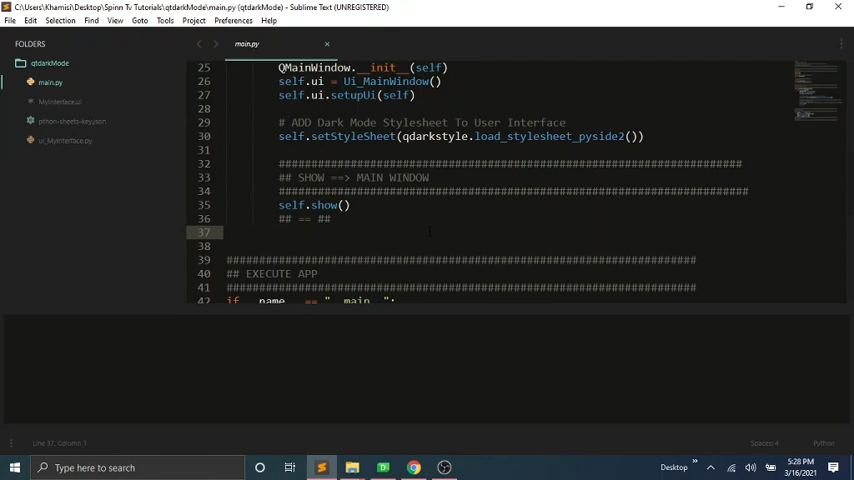 C:\Users\Khamisi\Desktop\Spinn Tv Tutorials\qtdarkMode\main.py (qtdarkMode) - Sublime Text (UNREGISTERED)
File Edit Selection Find View Goto Tools Project Preferences Help
FOLDERS
qtdarkMode
main.py
MyInterface.ui
pthon-sheets-key.json
ui_MyInterface.py
main.py
25 QMainWindow.__init__(self)
26 self.ui = Ui_MainWindow()
27 self.ui.setupUi(self)
28
29 # ADD Dark Mode Stylesheet To User Interface
30 self.setStyleSheet(qdarkstyle.load_stylesheet_pyside2())
31
32 #######################################################################
33 ## SHOW ==> MAIN WINDOW
34 ########################################################################
35 self.show()
36 ## == ##
37
38
39 ########################################################################
40 ## EXECUTE APP
41 ########################################################################
42 if __name__ == "__main__":
Line 37, Column 1
Spaces: 4
Python
Type here to search
Desktop
5:28 PM
3/16/2021